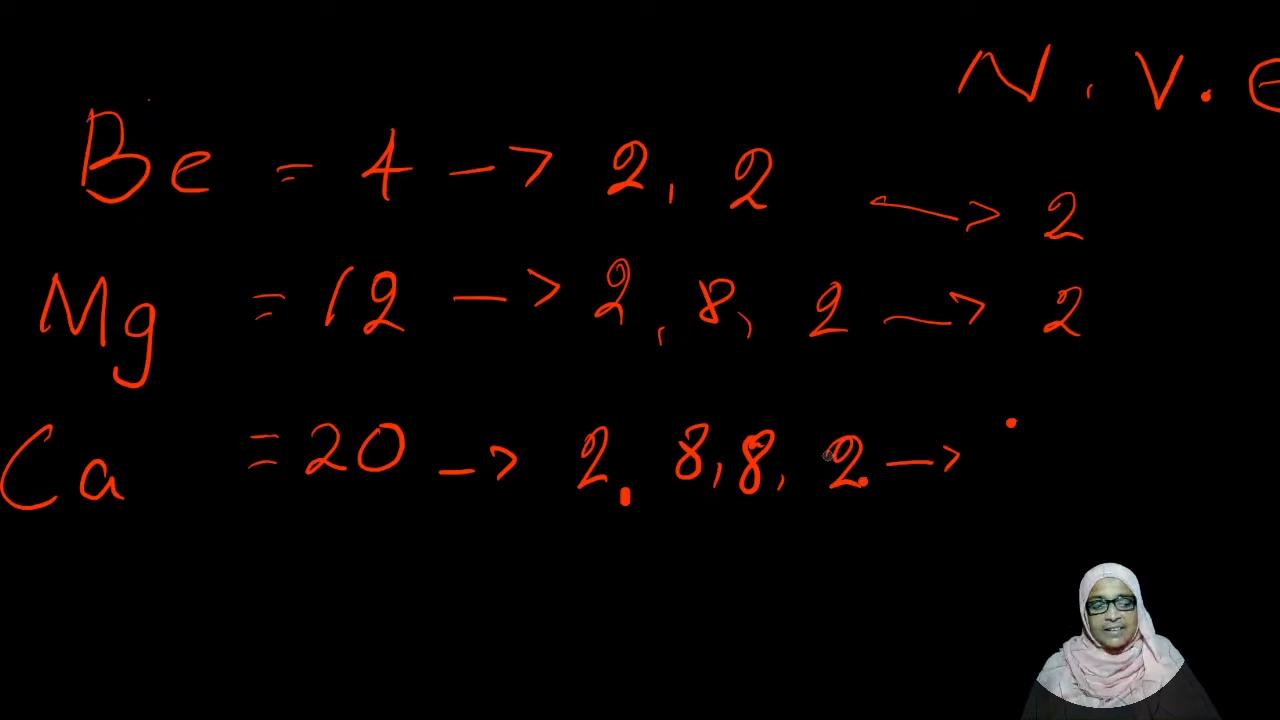 N. V. E
Be = 4 -> 2, 2 -> 2
Mg = 12 -> 2, 8, 2 -> 2
Ca = 20 -> 2, 8, 8, 2 ->